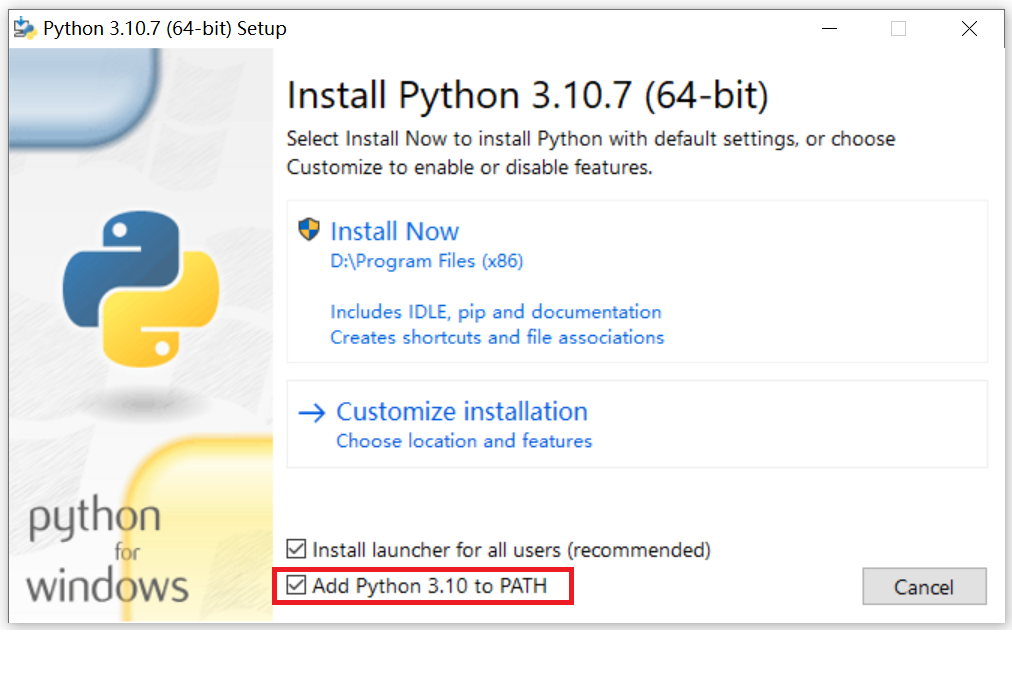 Python 3.10.7 (64-bit) Setup
Install Python 3.10.7 (64-bit)
Select Install Now to install Python with default settings, or choose
Customize to enable or disable features.
Install Now
D:\Program Files (x86)
Includes IDLE, pip and documentation
Creates shortcuts and file associations
Customize installation
Choose location and features
python
for
windows
Install launcher for all users (recommended)
Add Python 3.10 to PATH
Cancel